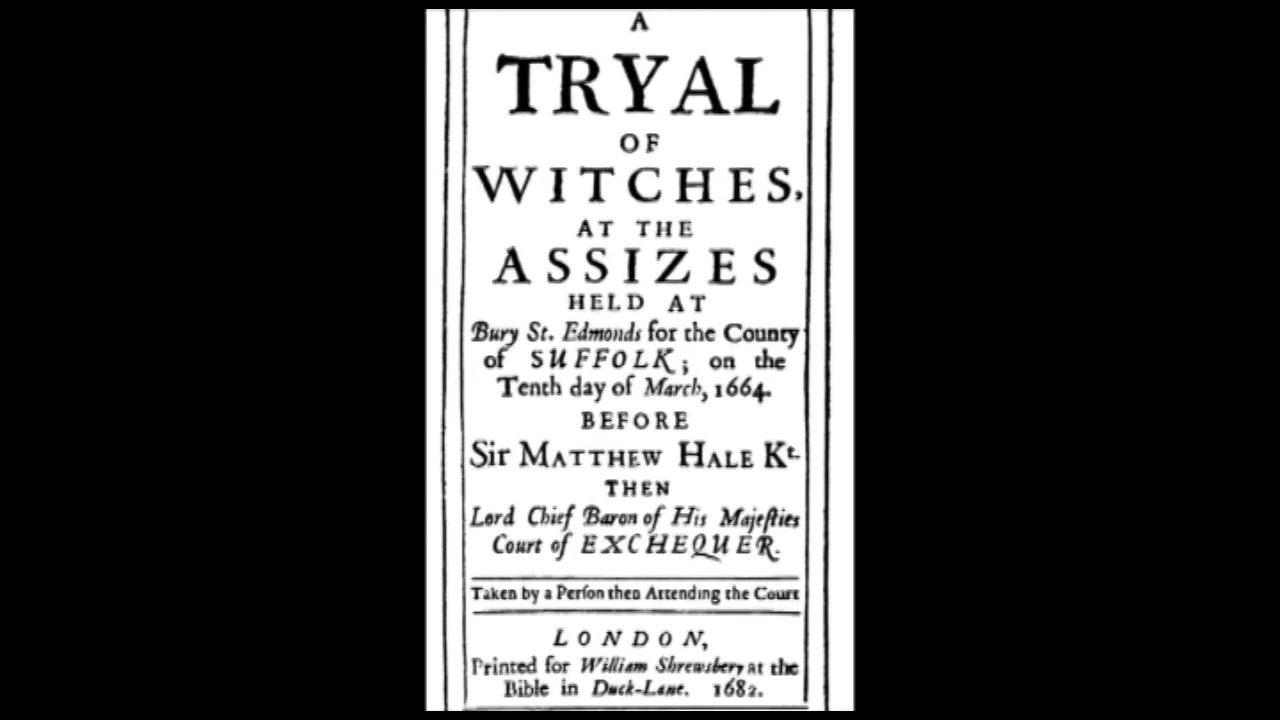 A
TRYAL
OF
WITCHES,
AT THE
ASSIZES
HELD AT
Bury St. Edmonds for the County
of SUFFOLK; on the
Tenth day of March, 1664.
BEFORE
Sir MATTHEW HALE Kt.
THEN
Lord Chief Baron of His Majeſties
Court of EXCHEQUER.
Taken by a Perſon then Attending the Court
LONDON,
Printed for William Shrewsbery at the
Bible in Duck-Lane. 1682.